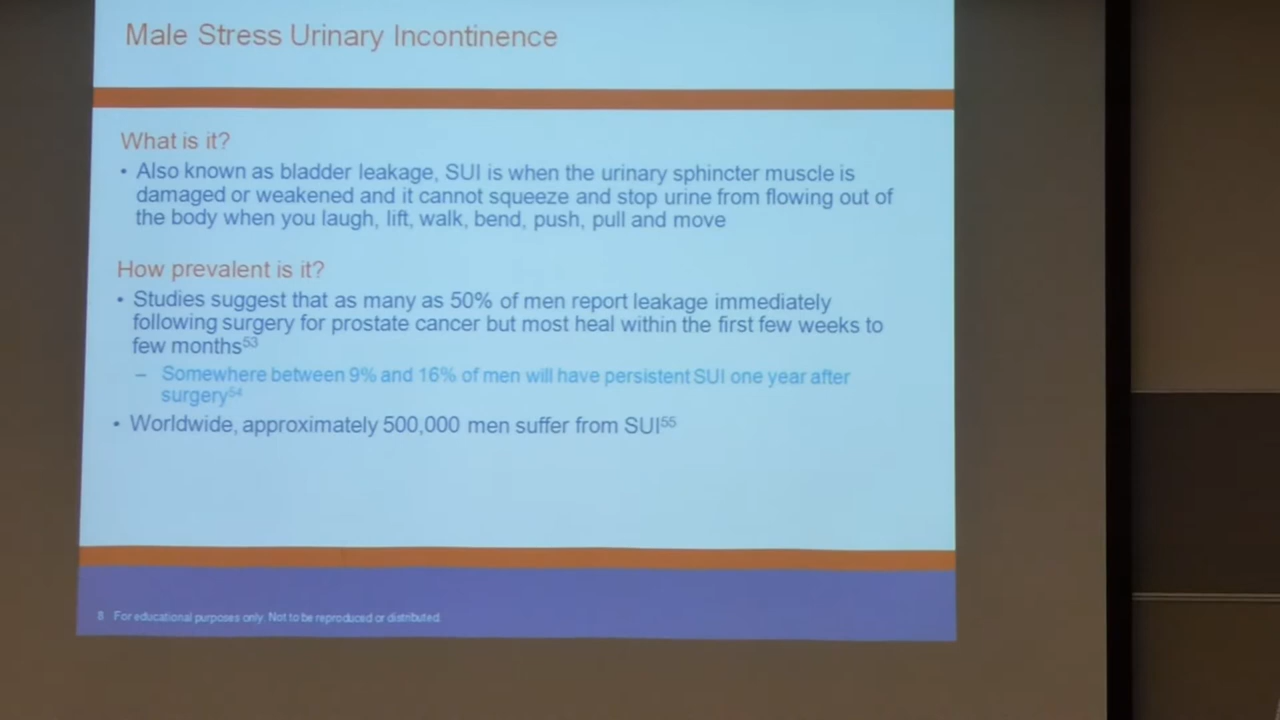 Male Stress Urinary Incontinence
What is it?
• Also known as bladder leakage, SUI is when the urinary sphincter muscle is
damaged or weakened and it cannot squeeze and stop urine from flowing out of
the body when you laugh, lift, walk, bend, push, pull and move
How prevalent is it?
• Studies suggest that as many as 50% of men report leakage immediately
following surgery for prostate cancer but most heal within the first few weeks to
few months53
– Somewhere between 9% and 16% of men will have persistent SUI one year after
surgery54
• Worldwide, approximately 500,000 men suffer from SUI55
8 For educational purposes only. Not to be reproduced or distributed.